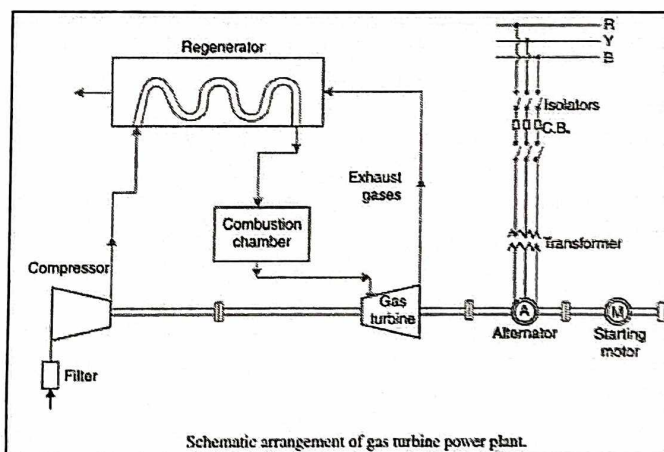 Regenerator
R
Y
B
Isolators
C.B.
Exhaust
gases
Combustion
chamber
Transformer
Compressor
Gas
turbine
A
M
Alternator
Starting
motor
Filter
Schematic arrangement of gas turbine power plant.